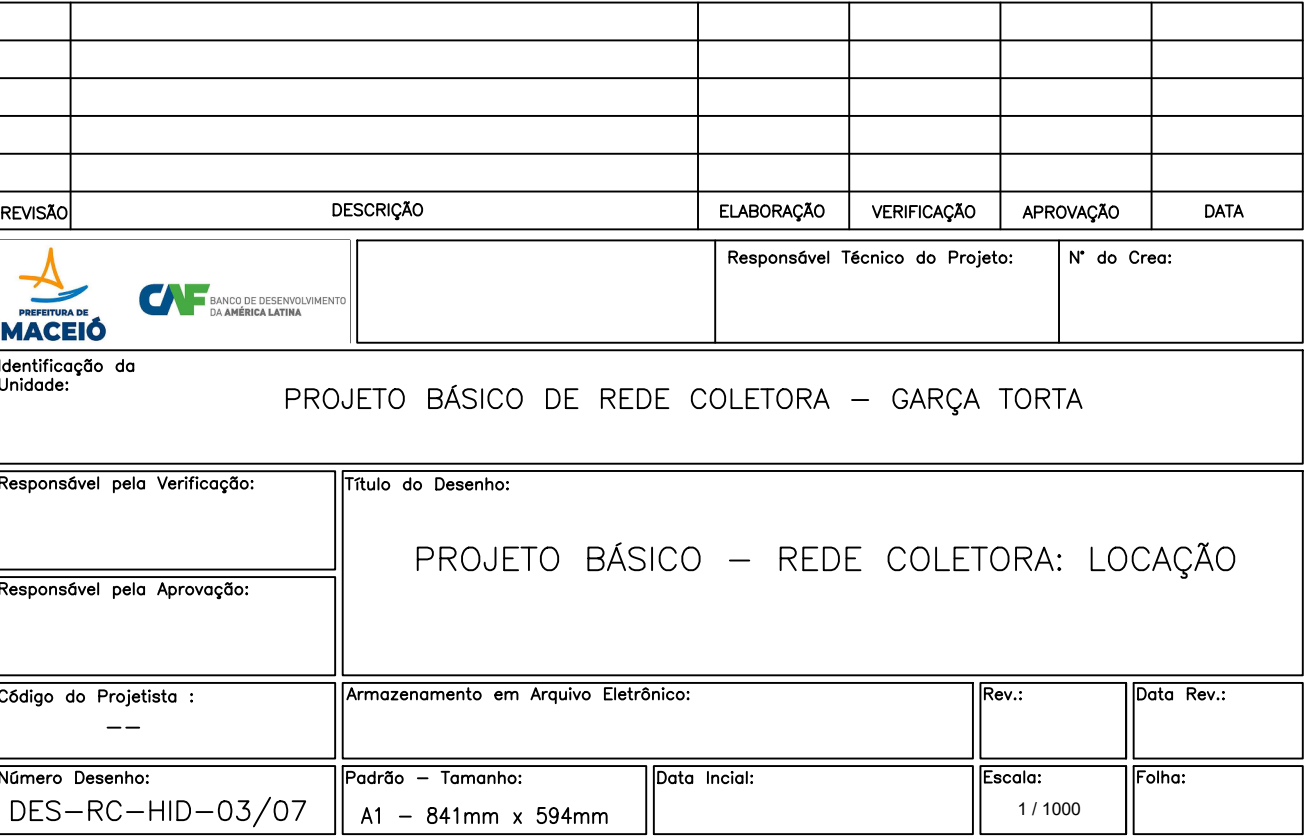 REVISÃO DESCRIÇÃO ELABORAÇÃO VERIFICAÇÃO APROVAÇÃO DATA
PREFEITURA DE
MACEIÓ
CAF BANCO DE DESENVOLVIMENTO
DA AMÉRICA LATINA
Responsável Técnico do Projeto:
N° do Crea:
Identificação da
Unidade:
PROJETO BÁSICO DE REDE COLETORA – GARÇA TORTA
Responsável pela Verificação:
Título do Desenho:
PROJETO BÁSICO – REDE COLETORA: LOCAÇÃO
Responsável pela Aprovação:
Código do Projetista :
––
Armazenamento em Arquivo Eletrônico:
Rev.:
Data Rev.:
Número Desenho:
DES–RC–HID–03/07
Padrão – Tamanho:
A1 – 841mm x 594mm
Data Incial:
Escala:
1 / 1000
Folha: